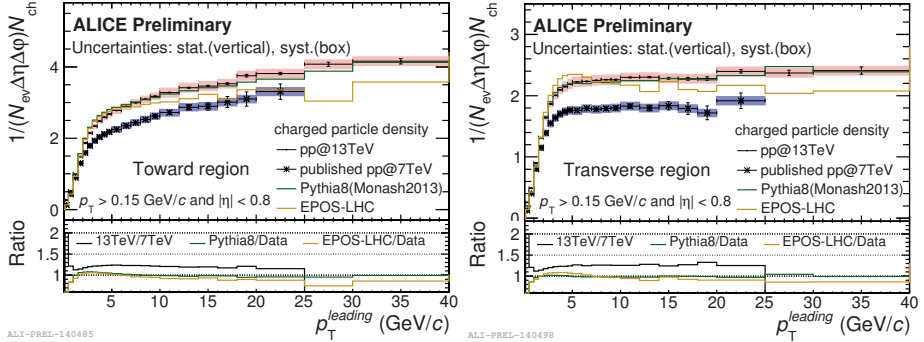 ALICE Preliminary
Uncertainties: stat.(vertical), syst.(box)
1/(N_ev ΔηΔφ)N_ch
4
2
0
charged particle density
pp@13TeV
published pp@7TeV
Pythia8(Monash2013)
EPOS-LHC
Toward region
p_T > 0.15 GeV/c and |η| < 0.8
Ratio
2
1.5
1
13TeV/7TeV Pythia8/Data EPOS-LHC/Data
5 10 15 20 25 30 35 40
p_T^leading (GeV/c)
ALI-PREL-140485
ALICE Preliminary
Uncertainties: stat.(vertical), syst.(box)
1/(N_ev ΔηΔφ)N_ch
3
2
1
0
charged particle density
pp@13TeV
published pp@7TeV
Pythia8(Monash2013)
EPOS-LHC
Transverse region
p_T > 0.15 GeV/c and |η| < 0.8
Ratio
2
1.5
1
13TeV/7TeV Pythia8/Data EPOS-LHC/Data
5 10 15 20 25 30 35 40
p_T^leading (GeV/c)
ALI-PREL-140498